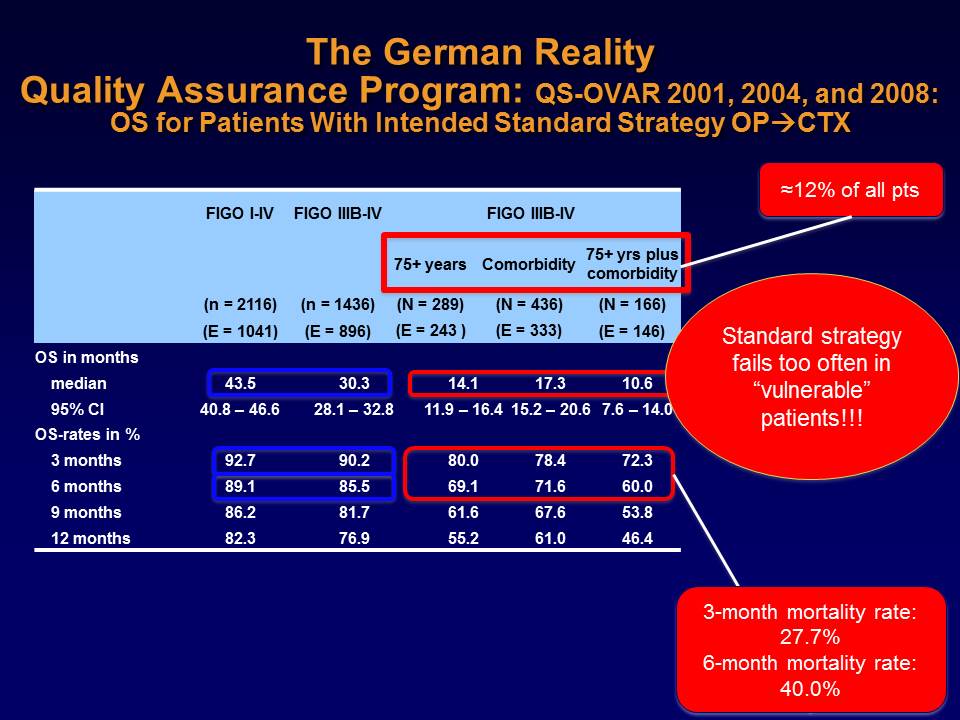 The German Reality
Quality Assurance Program: QS-OVAR 2001, 2004, and 2008:
OS for Patients With Intended Standard Strategy OP→CTX
≈12% of all pts
FIGO I-IV FIGO IIIB-IV FIGO IIIB-IV
75+ years Comorbidity 75+ yrs plus comorbidity
(n = 2116) (n = 1436) (N = 289) (N = 436) (N = 166)
(E = 1041) (E = 896) (E = 243 ) (E = 333) (E = 146)
OS in months
median 43.5 30.3 14.1 17.3 10.6
95% CI 40.8 – 46.6 28.1 – 32.8 11.9 – 16.4 15.2 – 20.6 7.6 – 14.0
OS-rates in %
3 months 92.7 90.2 80.0 78.4 72.3
6 months 89.1 85.5 69.1 71.6 60.0
9 months 86.2 81.7 61.6 67.6 53.8
12 months 82.3 76.9 55.2 61.0 46.4
Standard strategy
fails too often in
“vulnerable”
patients!!!
3-month mortality rate:
27.7%
6-month mortality rate:
40.0%